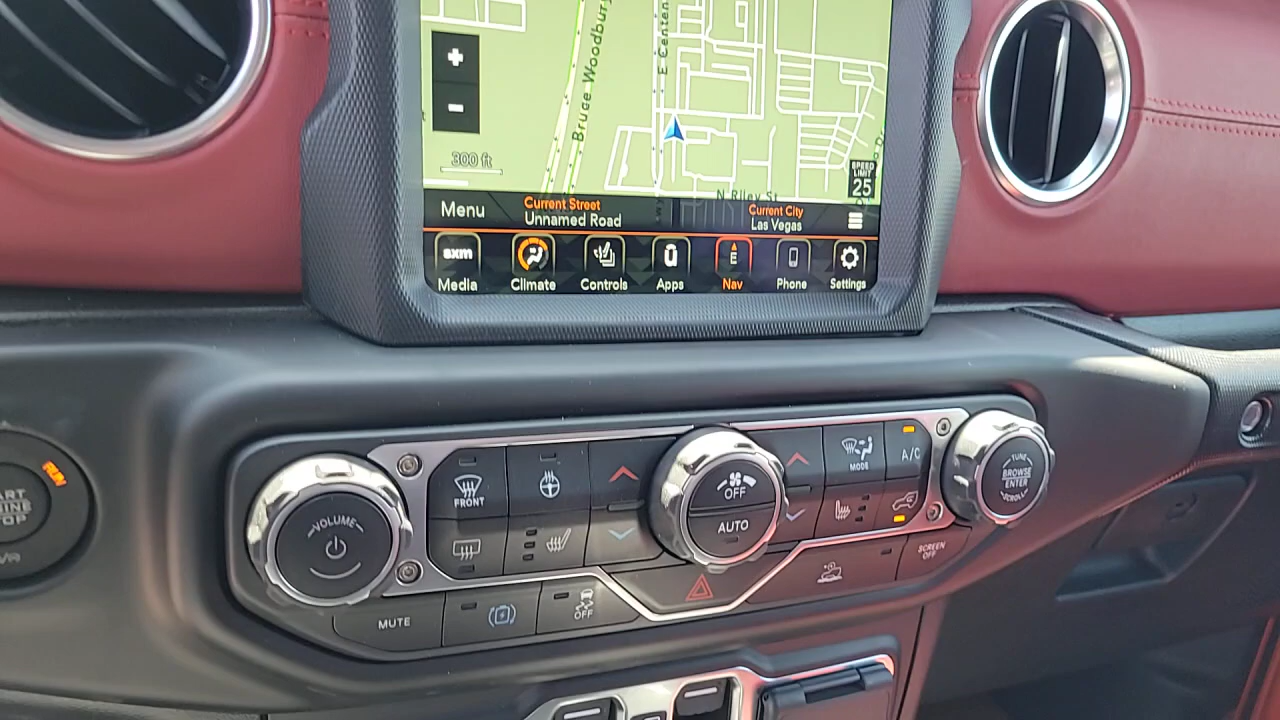 Bruce Woodbury
E Centen
300 ft
SPEED
LIMIT
25
N Riley St
Menu
Current Street
Unnamed Road
Current City
Las Vegas
sxm
Media
Climate
Controls
Apps
E
Nav
Phone
Settings
RUN
START
ENGINE
STOP
VOLUME
FRONT
OFF
AUTO
MODE
A/C
TUNE
BROWSE
ENTER
SCROLL
MUTE
OFF
SCREEN
OFF